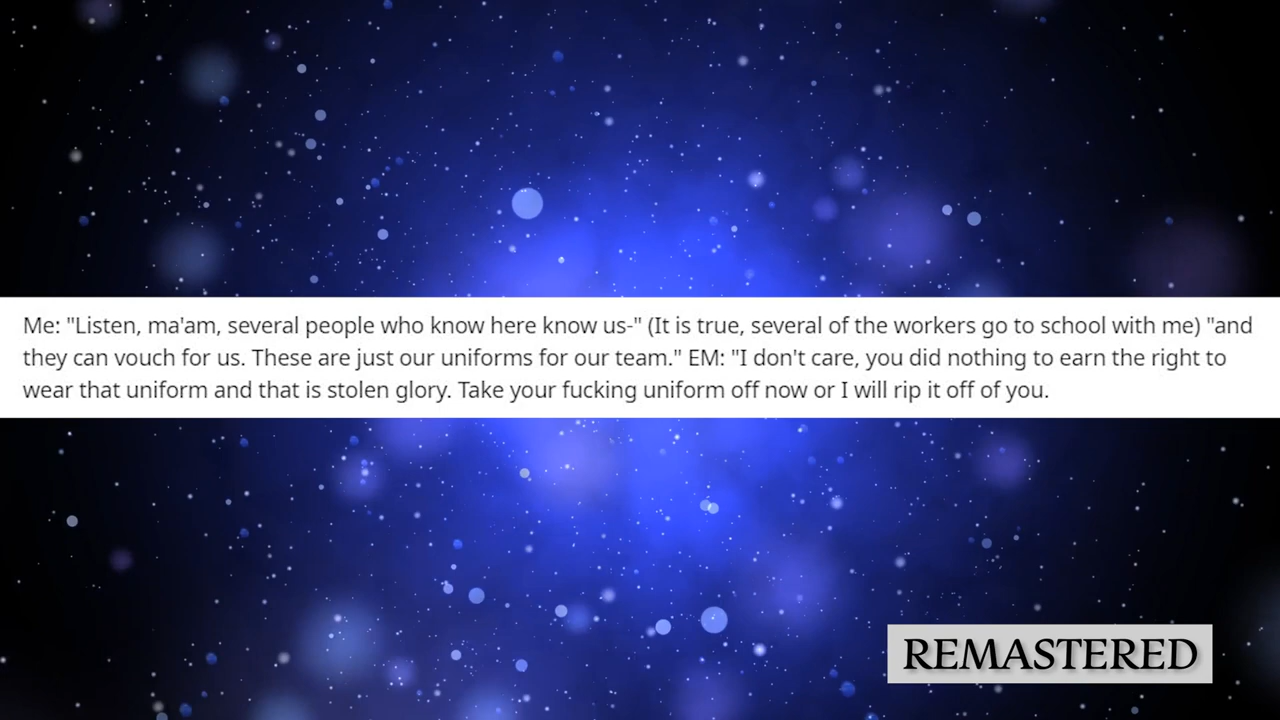 Me: "Listen, ma'am, several people who know here know us-" (It is true, several of the workers go to school with me) "and
they can vouch for us. These are just our uniforms for our team." EM: "I don't care, you did nothing to earn the right to
wear that uniform and that is stolen glory. Take your fucking uniform off now or I will rip it off of you.
REMASTERED